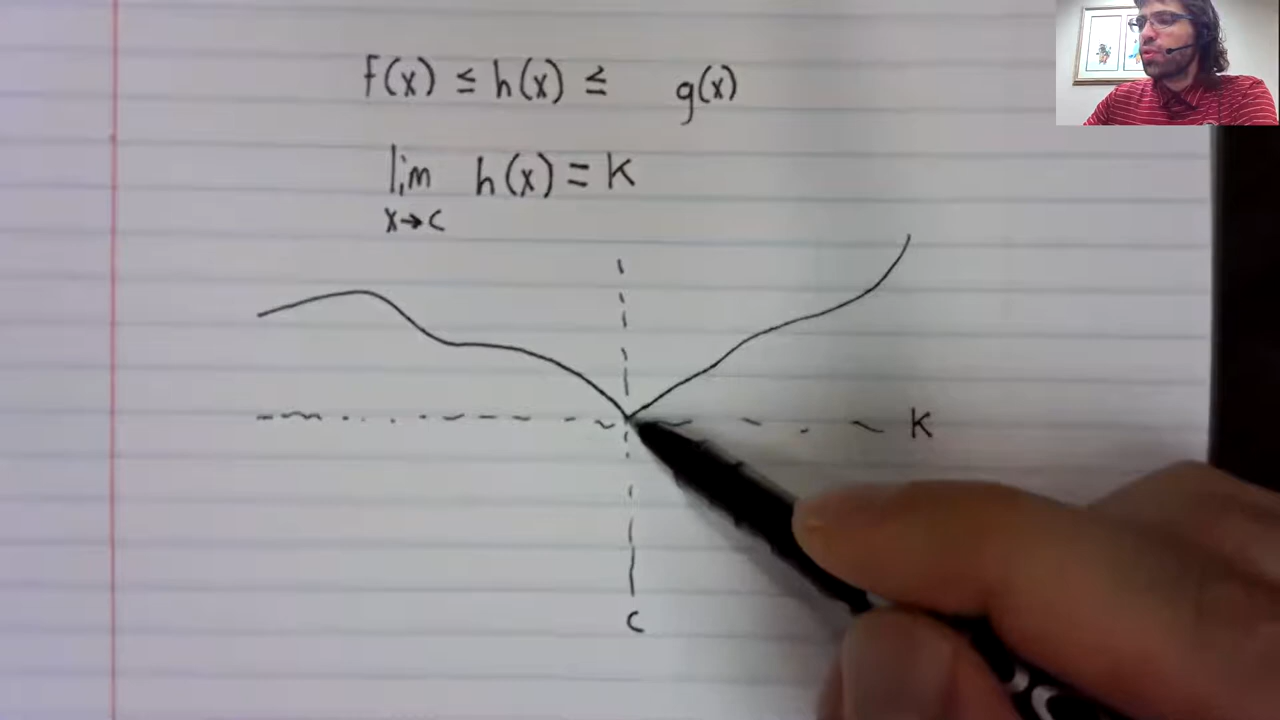 f(x) ≤ h(x) ≤ g(x)
lim h(x) = K
x→c
K
c